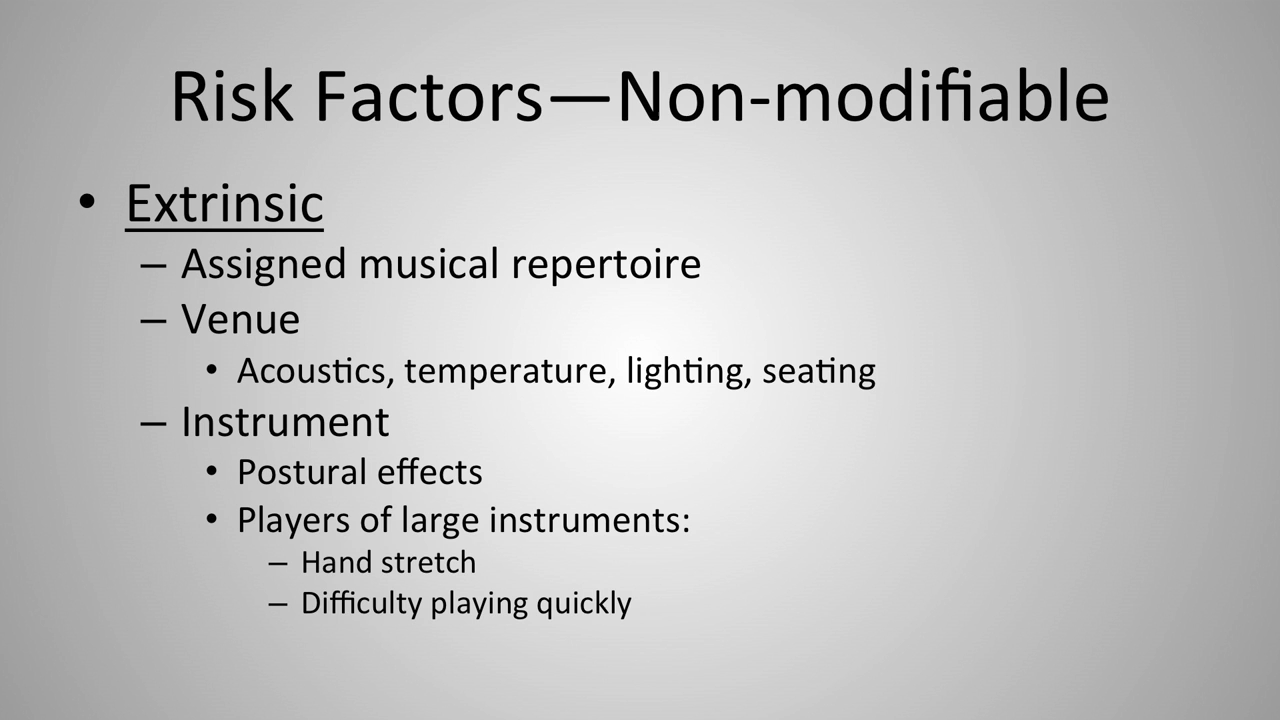 Risk Factors—Non-modifiable
• Extrinsic
– Assigned musical repertoire
– Venue
• Acoustics, temperature, lighting, seating
– Instrument
• Postural effects
• Players of large instruments:
– Hand stretch
– Difficulty playing quickly